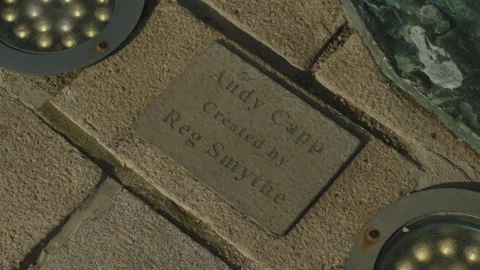 Andy Capp
Created by
Reg Smythe